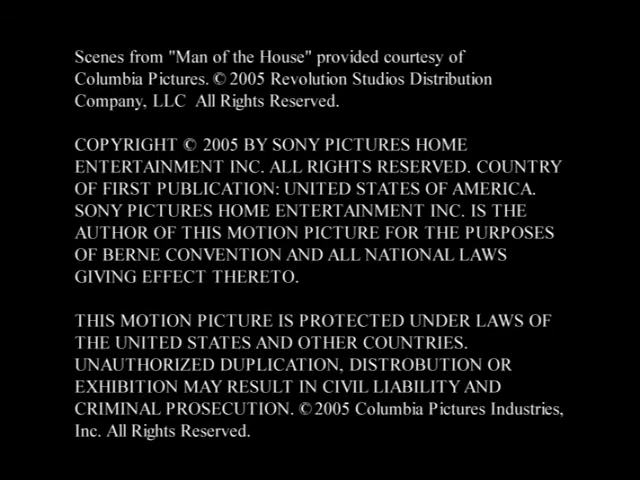 Scenes from "Man of the House" provided courtesy of
Columbia Pictures. © 2005 Revolution Studios Distribution
Company, LLC  All Rights Reserved.
COPYRIGHT © 2005 BY SONY PICTURES HOME
ENTERTAINMENT INC. ALL RIGHTS RESERVED. COUNTRY
OF FIRST PUBLICATION: UNITED STATES OF AMERICA.
SONY PICTURES HOME ENTERTAINMENT INC. IS THE
AUTHOR OF THIS MOTION PICTURE FOR THE PURPOSES
OF BERNE CONVENTION AND ALL NATIONAL LAWS
GIVING EFFECT THERETO.
THIS MOTION PICTURE IS PROTECTED UNDER LAWS OF
THE UNITED STATES AND OTHER COUNTRIES.
UNAUTHORIZED DUPLICATION, DISTROBUTION OR
EXHIBITION MAY RESULT IN CIVIL LIABILITY AND
CRIMINAL PROSECUTION. © 2005 Columbia Pictures Industries,
Inc. All Rights Reserved.